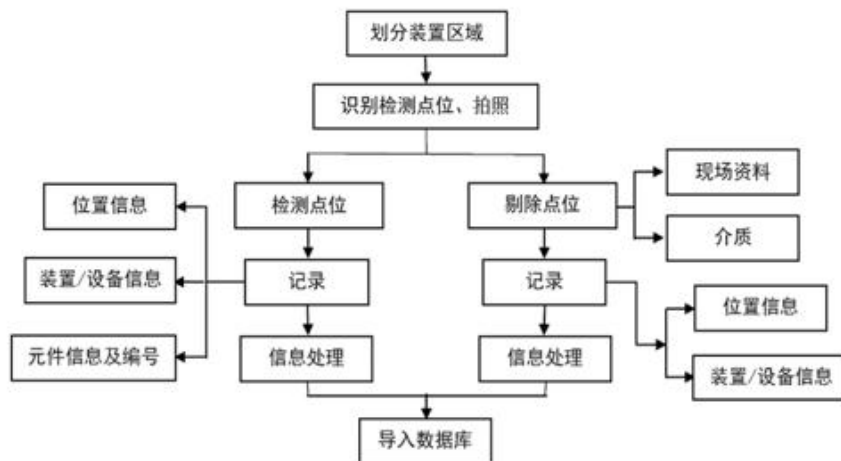 划分装置区域
识别检测点位、拍照
现场资料
位置信息
检测点位
剔除点位
介质
装置/设备信息
记录
记录
位置信息
元件信息及编号
信息处理
信息处理
装置/设备信息
导入数据库